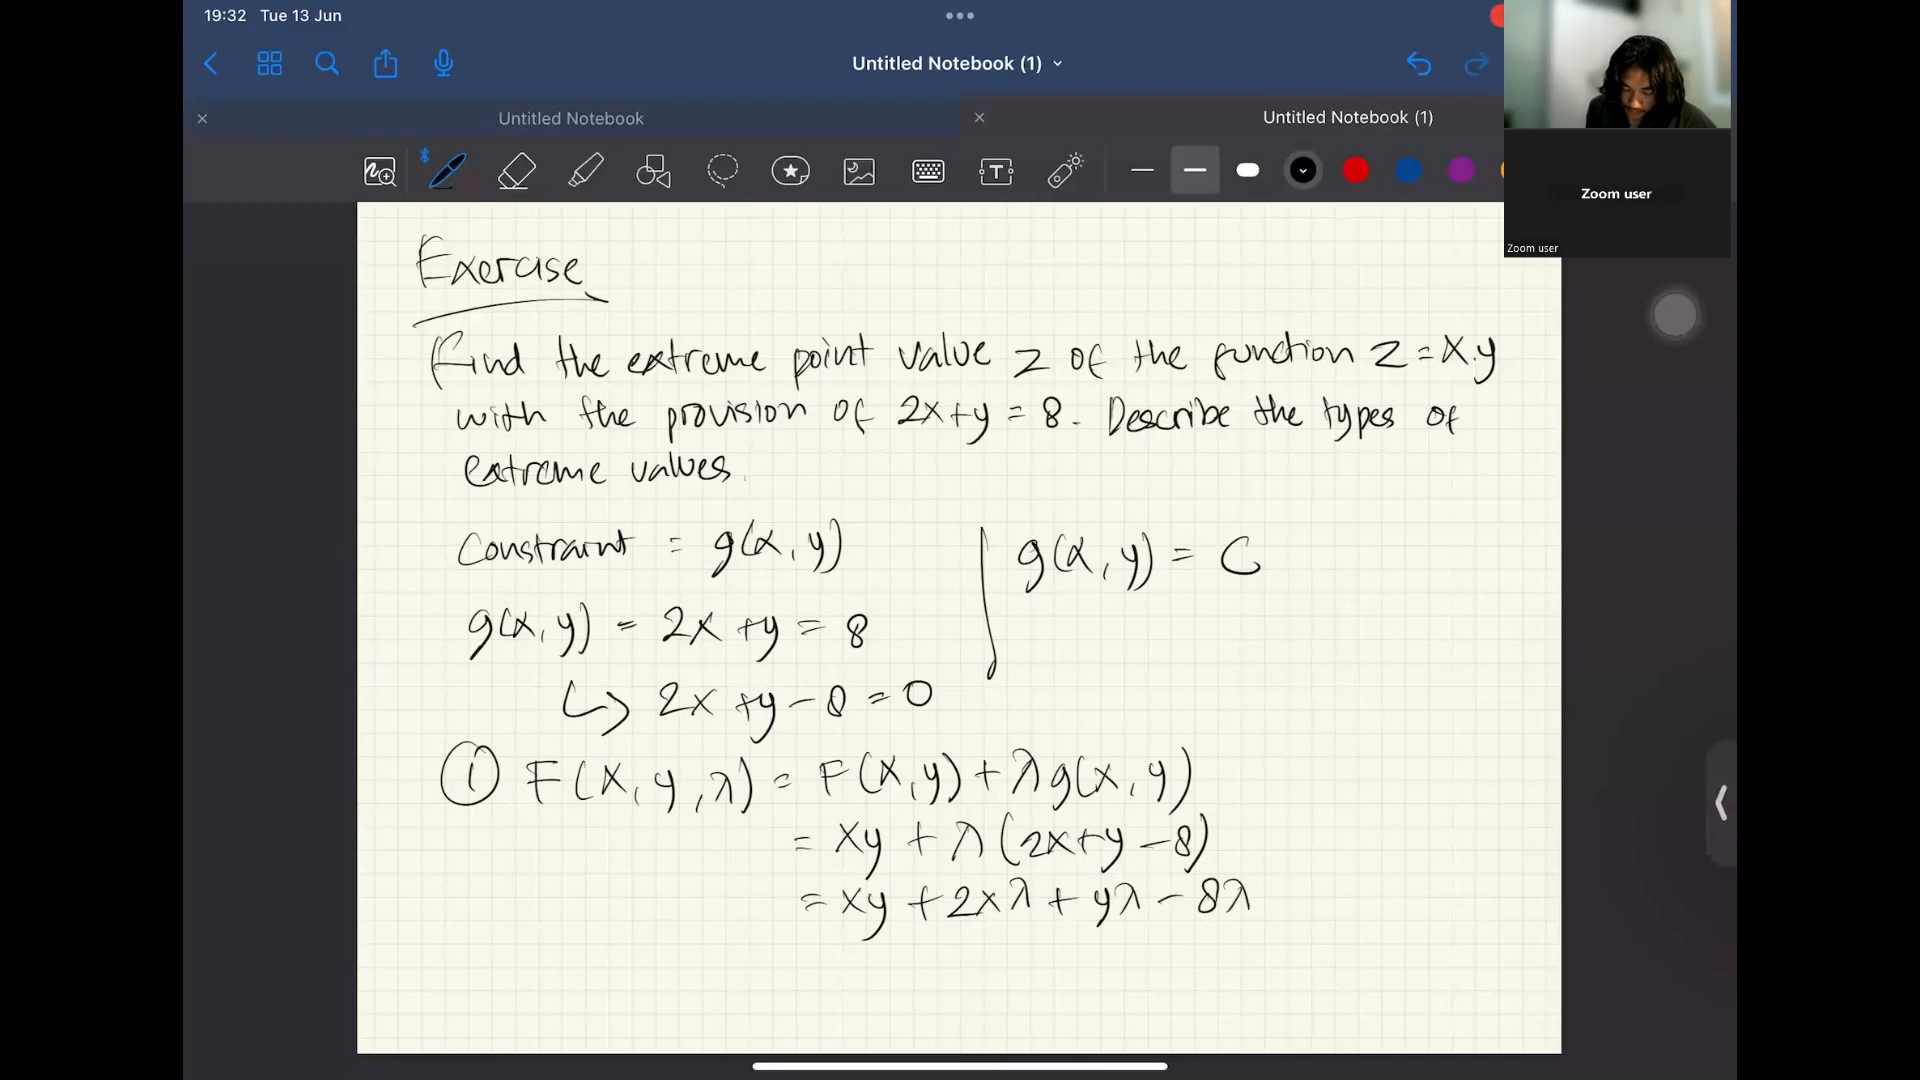 19:32 Tue 13 Jun
Untitled Notebook (1)
Untitled Notebook
Untitled Notebook (1)
T
Zoom user
Zoom user
Exercise
Find the extreme point value z of the function z = x.y
with the provision of 2x+y = 8. Describe the types of
extreme values.
Constraint = g(x,y)
g(x,y) = C
g(x,y) = 2x +y = 8
↳ 2x +y - 8 = 0
① F(x,y,λ) = F(x,y) + λg(x,y)
= xy + λ(2x+y -8)
= xy + 2xλ + yλ - 8λ